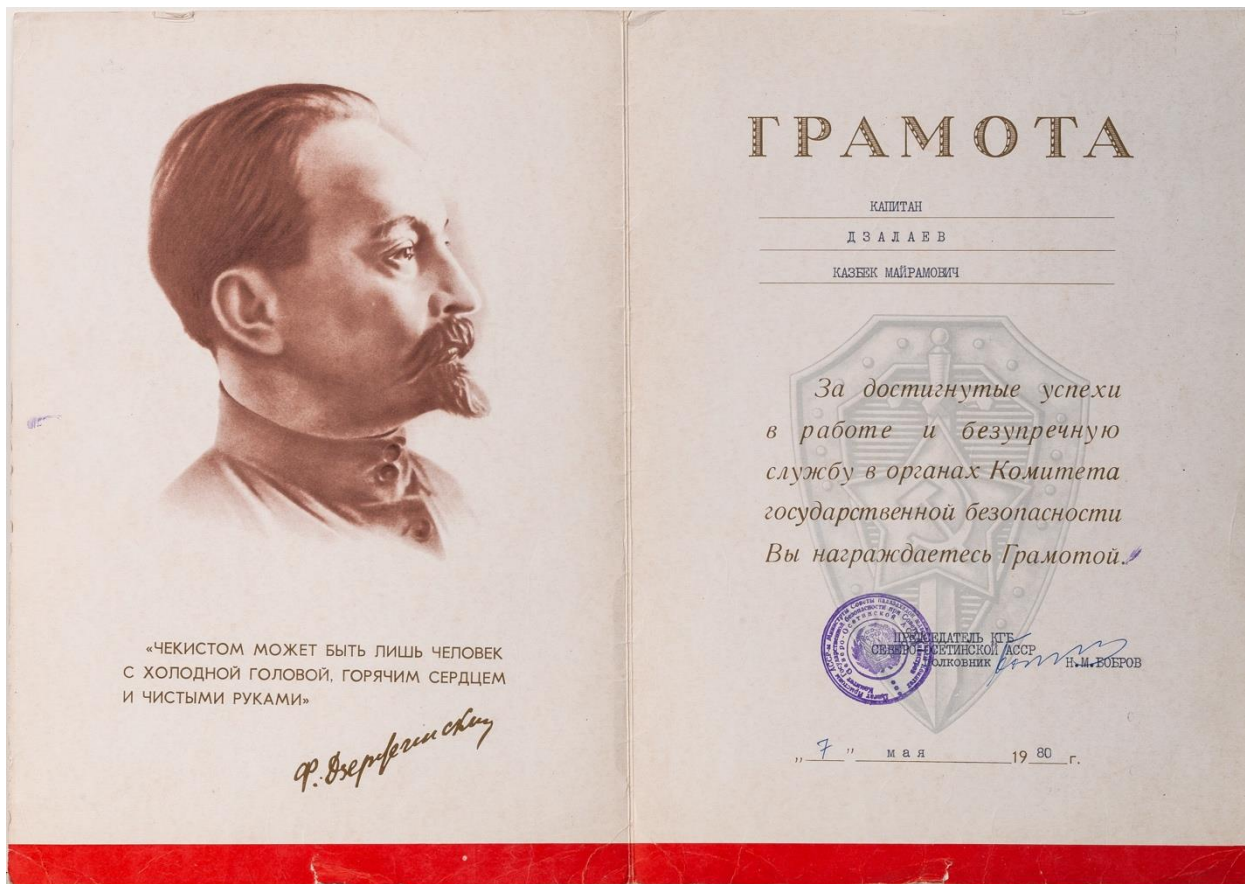 «ЧЕКИСТОМ МОЖЕТ БЫТЬ ЛИШЬ ЧЕЛОВЕК
С ХОЛОДНОЙ ГОЛОВОЙ, ГОРЯЧИМ СЕРДЦЕМ
И ЧИСТЫМИ РУКАМИ»
Ф. Дзержинский
ГРАМОТА
КАПИТАН
ДЗАЛАЕВ
КАЗБЕК МАЙРАМОВИЧ
За достигнутые успехи
в работе и безупречную
службу в органах Комитета
государственной безопасности
Вы награждаетесь Грамотой.
ПРЕДСЕДАТЕЛЬ КГБ
СЕВЕРО-ОСЕТИНСКОЙ АССР
ПОЛКОВНИК Н.М.БОБРОВ
„ 7 " мая 19 80 г.